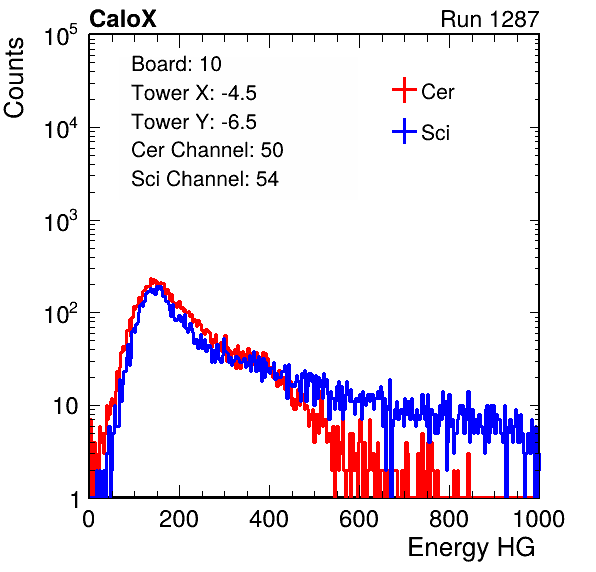 CaloX Run 1287
Counts
10^5
10^4
10^3
10^2
10
1
Board: 10
Tower X: -4.5
Tower Y: -6.5
Cer Channel: 50
Sci Channel: 54
Cer
Sci
0 200 400 600 800 1000
Energy HG